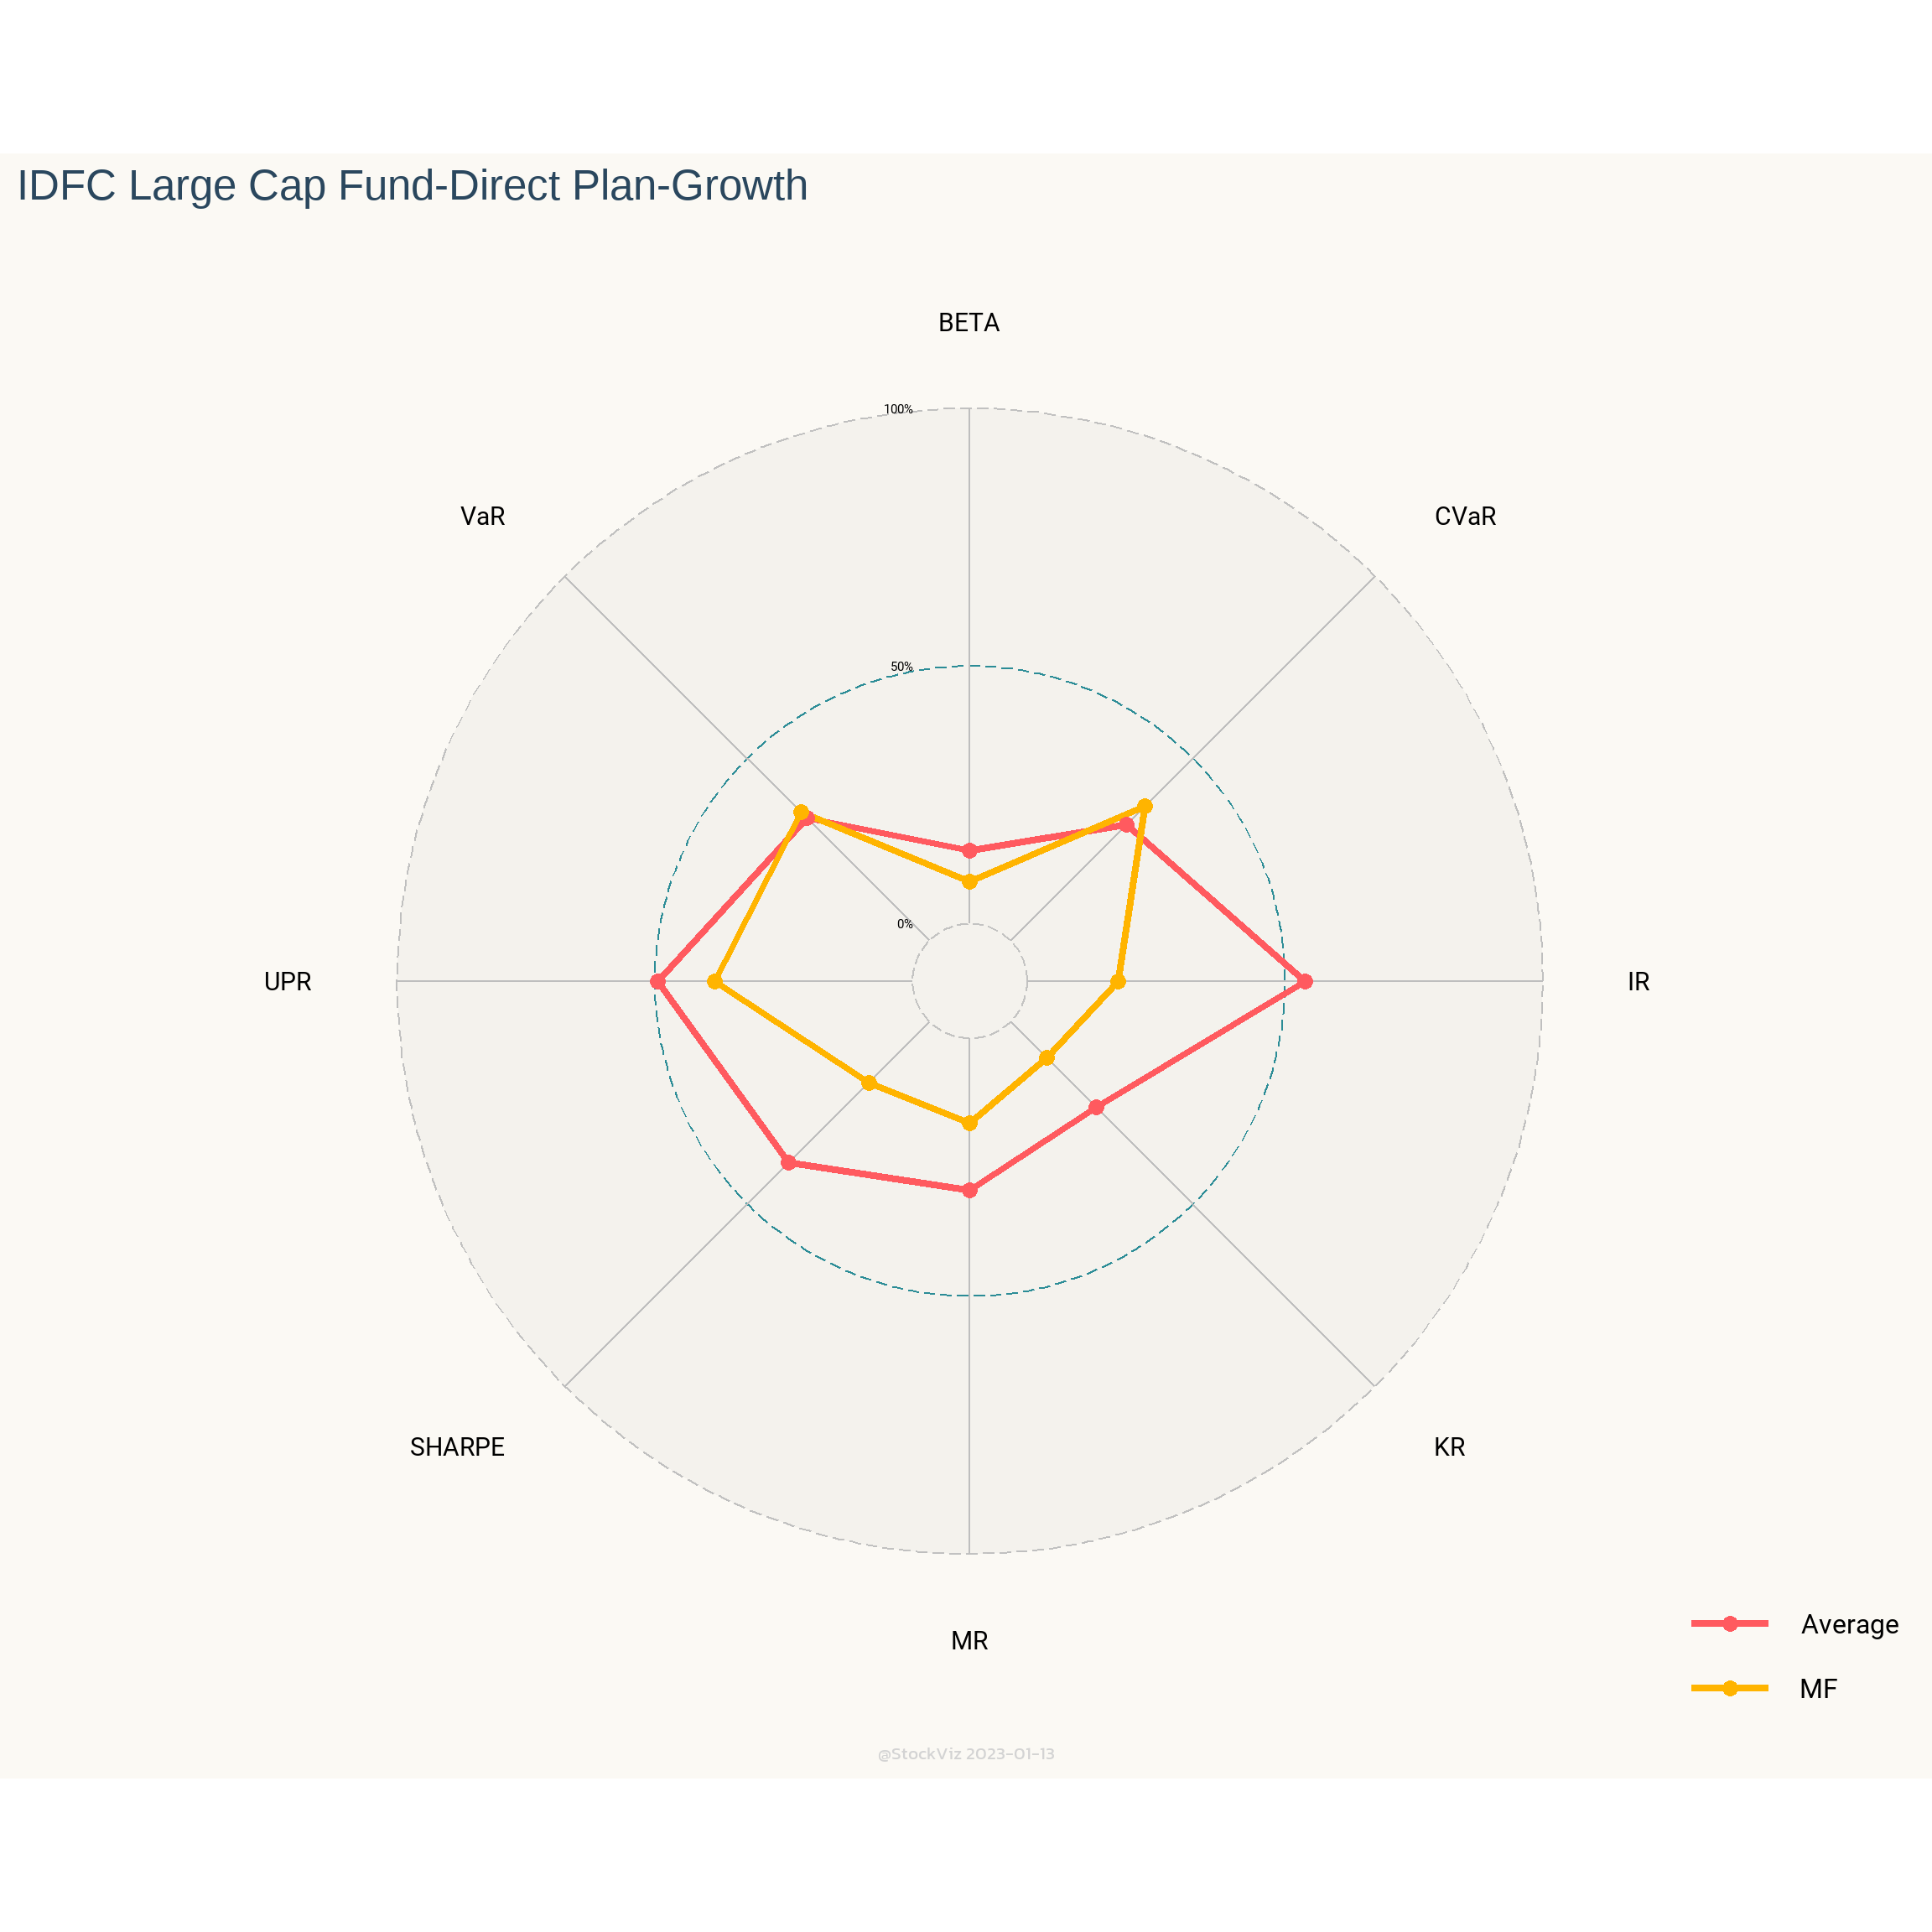 IDFC Large Cap Fund-Direct Plan-Growth
BETA
100%
VaR
CVaR
50%
0%
UPR
IR
SHARPE
KR
MR
Average
MF
@StockViz 2023-01-13